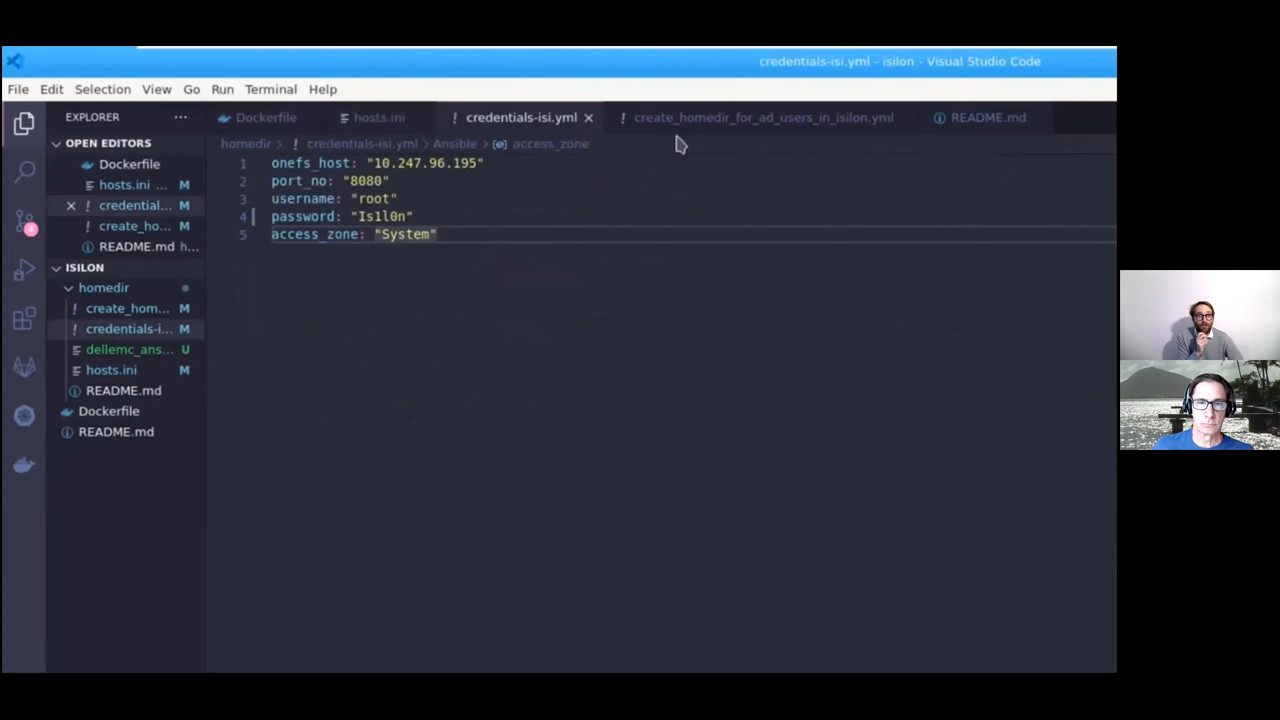 credentials-isi.yml - isilon - Visual Studio Code
File Edit Selection View Go Run Terminal Help
EXPLORER ···
Dockerfile
hosts.ini
! credentials-isi.yml ×
! create_homedir_for_ad_users_in_isilon.yml
README.md
homedir > ! credentials-isi.yml > Ansible > access_zone
OPEN EDITORS
Dockerfile
hosts.ini ... M
× ! credential... M
! create_ho... M
README.md h...
ISILON
homedir
! create_hom... M
! credentials-i... M
dellemc_ans... U
hosts.ini M
README.md
Dockerfile
README.md
4
1 onefs_host: "10.247.96.195"
2 port_no: "8080"
3 username: "root"
4 password: "Is1l0n"
5 access_zone: "System"